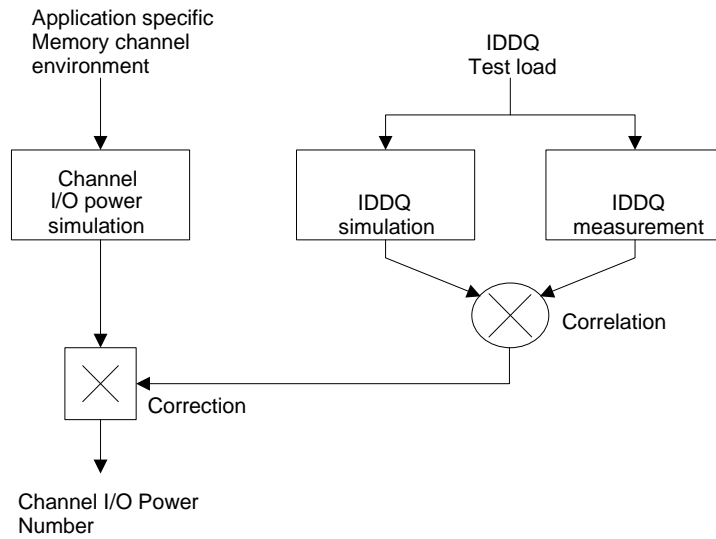 Application specific
Memory channel
environment
IDDQ
Test load
Channel
I/O power
simulation
IDDQ
simulation
IDDQ
measurement
Correlation
Correction
Channel I/O Power
Number